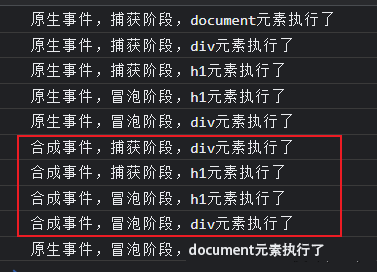 原生事件，捕获阶段，document元素执行了
原生事件，捕获阶段，div元素执行了
原生事件，捕获阶段，h1元素执行了
原生事件，冒泡阶段，h1元素执行了
原生事件，冒泡阶段，div元素执行了
合成事件，捕获阶段，div元素执行了
合成事件，捕获阶段，h1元素执行了
合成事件，冒泡阶段，h1元素执行了
合成事件，冒泡阶段，div元素执行了
原生事件，冒泡阶段，document元素执行了